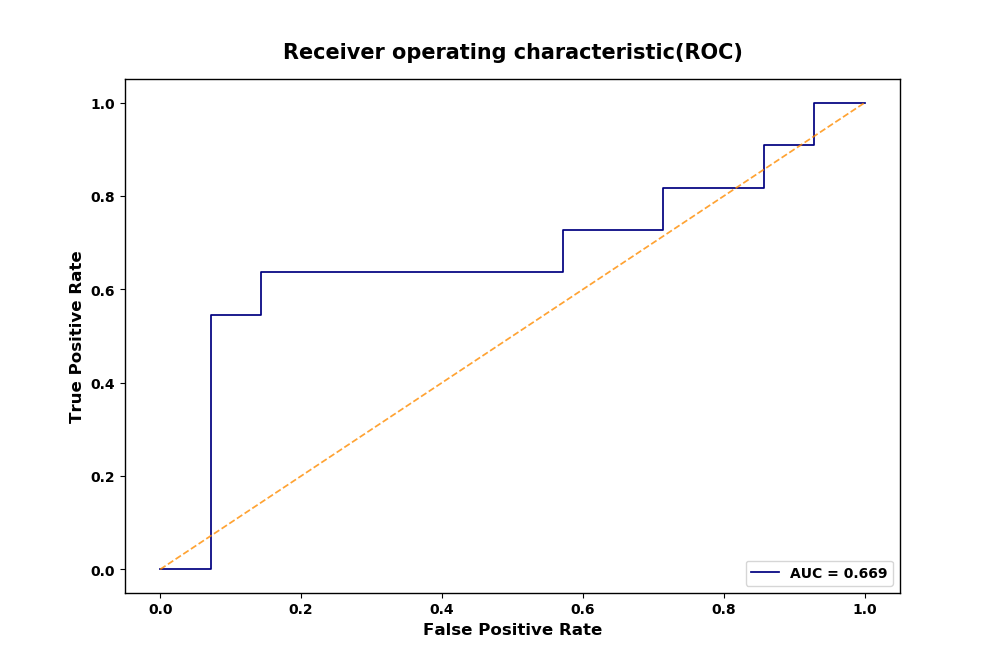 Receiver operating characteristic(ROC)
True Positive Rate
1.0
0.8
0.6
0.4
0.2
0.0
0.0 0.2 0.4 0.6 0.8 1.0
False Positive Rate
AUC = 0.669